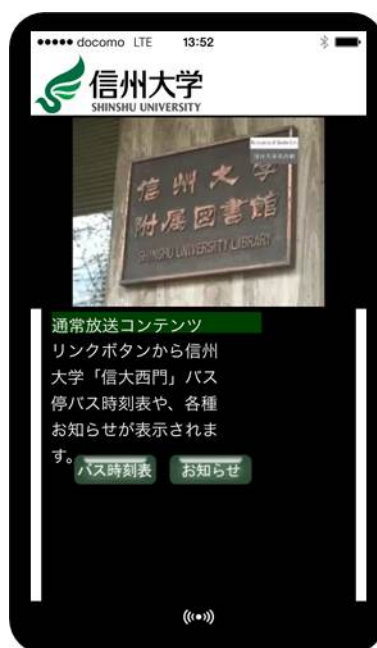 docomo LTE 13:52
信州大学
SHINSHU UNIVERSITY
信州大学
附属図書館
SHINSHU UNIVERSITY LIBRARY
通常放送コンテンツ
リンクボタンから信州
大学「信大西門」バス
停バス時刻表や、各種
お知らせが表示されま
す。
バス時刻表 お知らせ